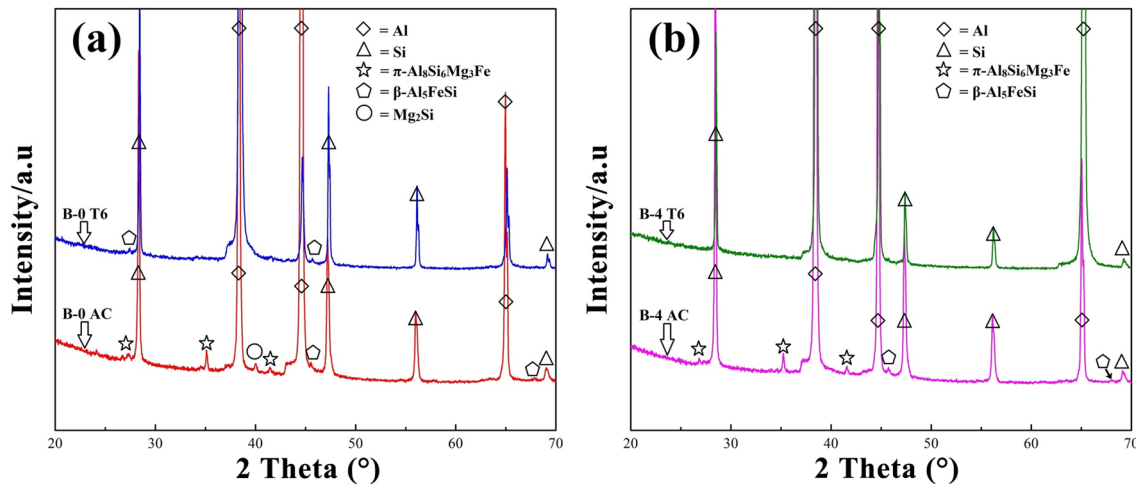 (a)
◇ = Al
△ = Si
☆ = π-Al₈Si₆Mg₃Fe
⬠ = β-Al₅FeSi
○ = Mg₂Si
B-0 T6
B-0 AC
Intensity/a.u
20 30 40 50 60 70
2 Theta (°)
(b)
◇ = Al
△ = Si
☆ = π-Al₈Si₆Mg₃Fe
⬠ = β-Al₅FeSi
B-4 T6
B-4 AC
Intensity/a.u
20 30 40 50 60 70
2 Theta (°)